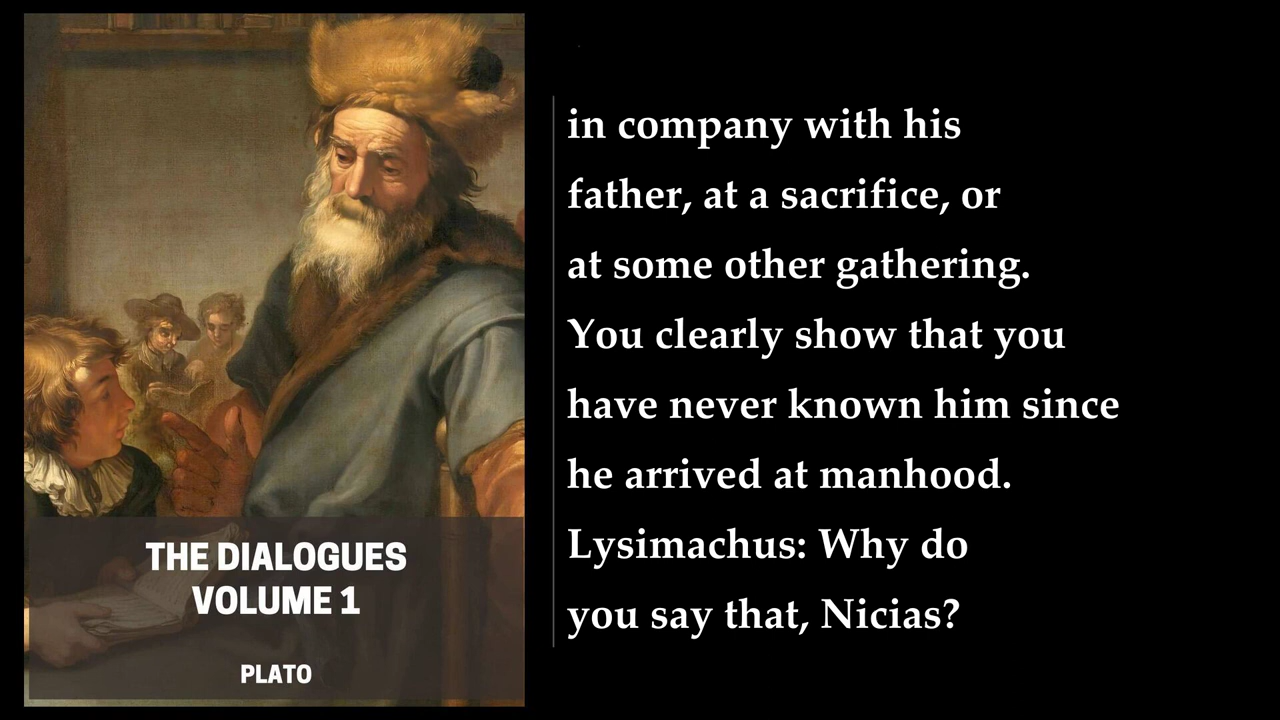 THE DIALOGUES
VOLUME 1
PLATO
in company with his
father, at a sacrifice, or
at some other gathering.
You clearly show that you
have never known him since
he arrived at manhood.
Lysimachus: Why do
you say that, Nicias?